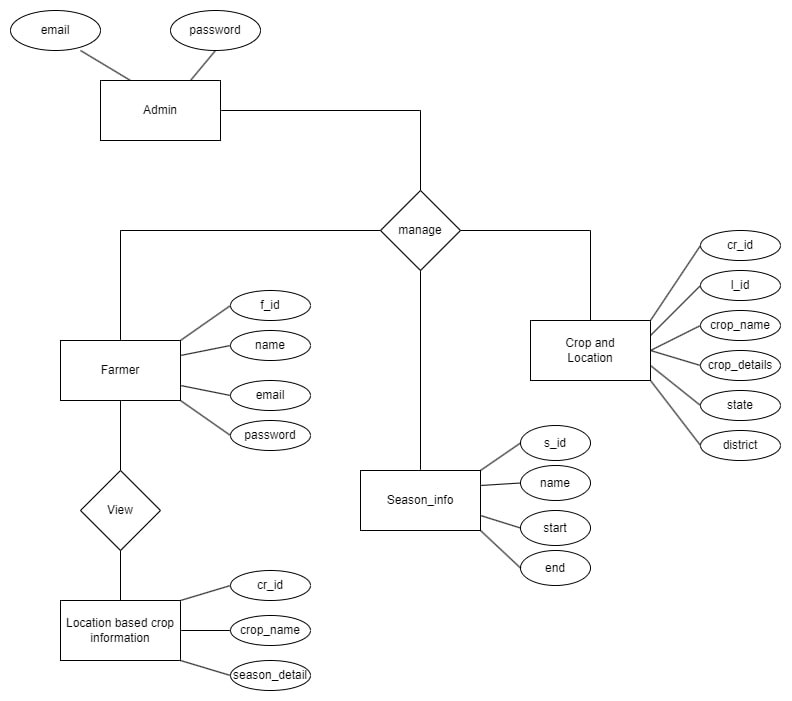 email
password
Admin
manage
cr_id
l_id
crop_name
crop_details
state
district
Crop and
Location
f_id
name
email
password
Farmer
s_id
name
start
end
Season_info
View
cr_id
crop_name
season_detail
Location based crop
information